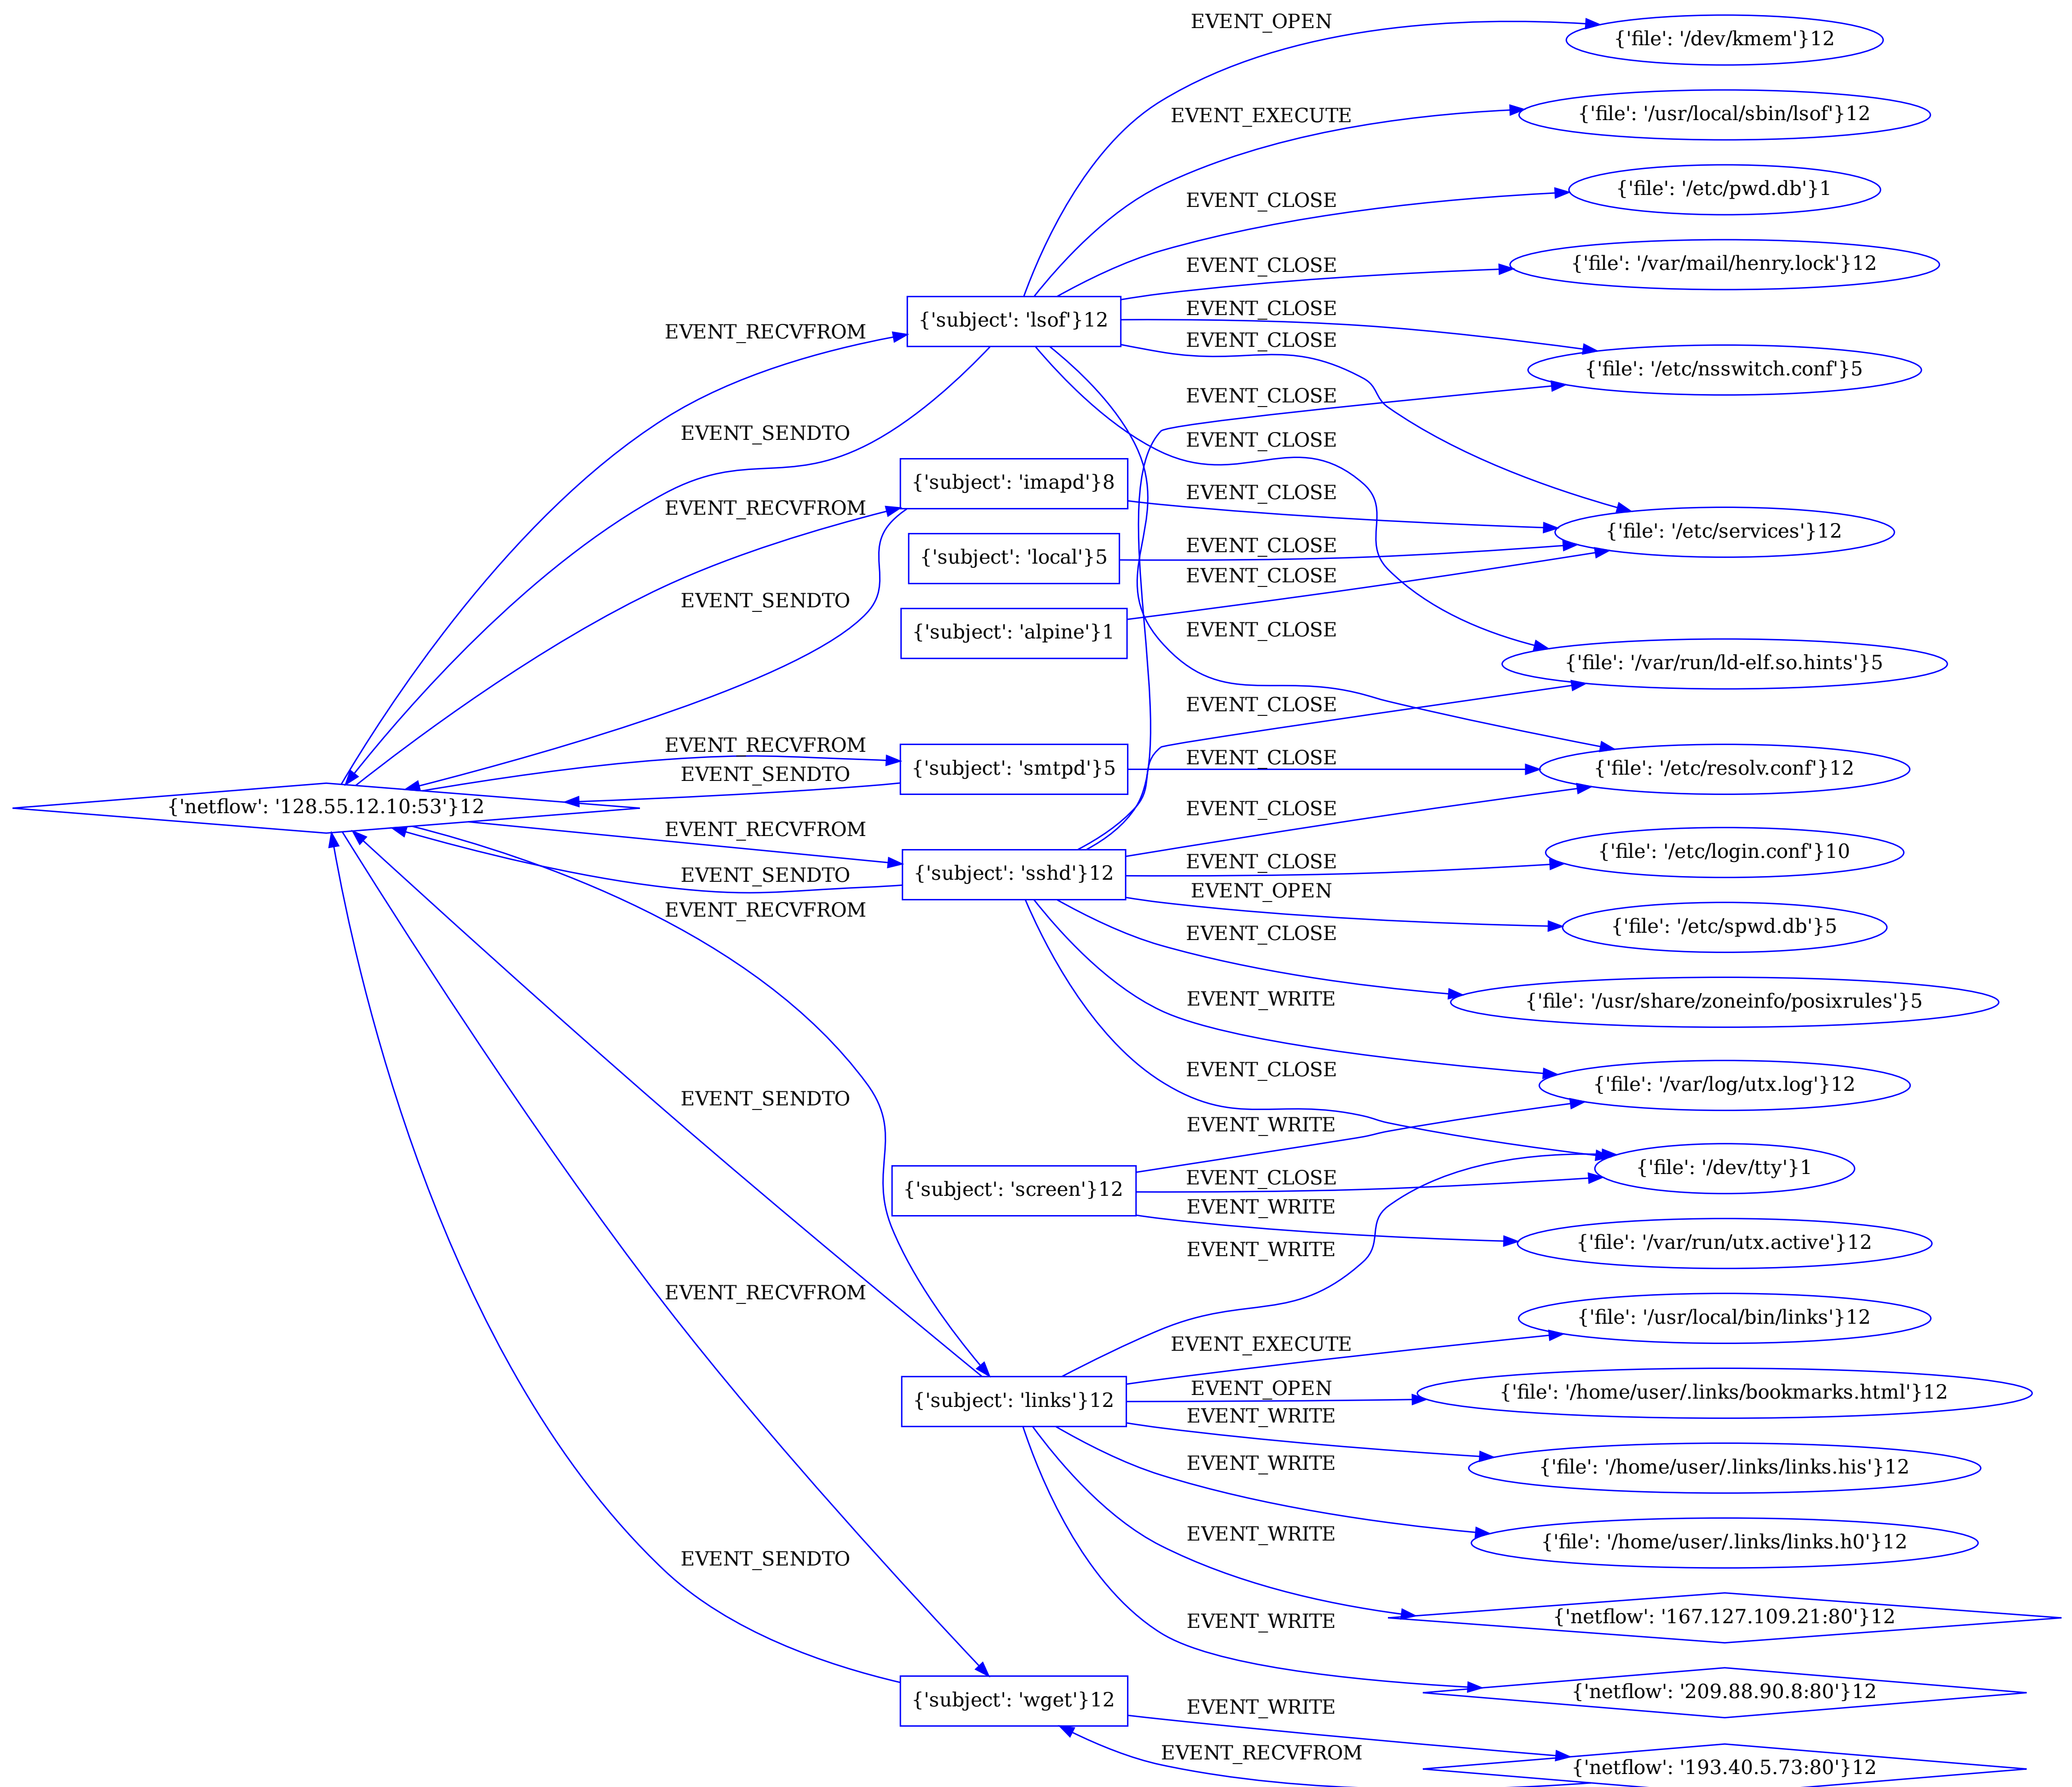 EVENT_OPEN
{'file': '/dev/kmem'}12
EVENT_EXECUTE
{'file': '/usr/local/sbin/lsof'}12
EVENT_CLOSE
{'file': '/etc/pwd.db'}1
EVENT_CLOSE
{'file': '/var/mail/henry.lock'}12
EVENT_RECVFROM
{'subject': 'lsof'}12
EVENT_CLOSE
EVENT_CLOSE
{'file': '/etc/nsswitch.conf'}5
EVENT_CLOSE
EVENT_SENDTO
EVENT_CLOSE
{'subject': 'imapd'}8
EVENT_CLOSE
EVENT_RECVFROM
{'file': '/etc/services'}12
{'subject': 'local'}5
EVENT_CLOSE
EVENT_CLOSE
EVENT_SENDTO
{'subject': 'alpine'}1
EVENT_CLOSE
{'file': '/var/run/ld-elf.so.hints'}5
EVENT_CLOSE
EVENT_RECVFROM
{'subject': 'smtpd'}5
EVENT_CLOSE
{'file': '/etc/resolv.conf'}12
EVENT_SENDTO
{'netflow': '128.55.12.10:53'}12
EVENT_CLOSE
EVENT_RECVFROM
{'file': '/etc/login.conf'}10
EVENT_CLOSE
{'subject': 'sshd'}12
EVENT_SENDTO
EVENT_OPEN
EVENT_RECVFROM
{'file': '/etc/spwd.db'}5
EVENT_CLOSE
EVENT_WRITE
{'file': '/usr/share/zoneinfo/posixrules'}5
EVENT_CLOSE
{'file': '/var/log/utx.log'}12
EVENT_SENDTO
EVENT_WRITE
{'file': '/dev/tty'}1
EVENT_CLOSE
{'subject': 'screen'}12
EVENT_WRITE
{'file': '/var/run/utx.active'}12
EVENT_WRITE
EVENT_RECVFROM
{'file': '/usr/local/bin/links'}12
EVENT_EXECUTE
EVENT_OPEN
{'file': '/home/user/.links/bookmarks.html'}12
{'subject': 'links'}12
EVENT_WRITE
EVENT_WRITE
{'file': '/home/user/.links/links.his'}12
EVENT_WRITE
{'file': '/home/user/.links/links.h0'}12
EVENT_SENDTO
EVENT_WRITE
{'netflow': '167.127.109.21:80'}12
{'subject': 'wget'}12
{'netflow': '209.88.90.8:80'}12
EVENT_WRITE
EVENT_RECVFROM
{'netflow': '193.40.5.73:80'}12